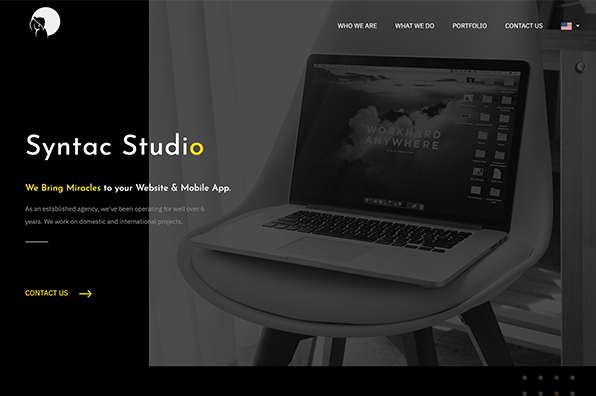 WHO WE ARE
WHAT WE DO
PORTFOLIO
CONTACT US
WORKHARD
ANYWHERE
Syntac Studio
We Bring Miracles to your Website & Mobile App.
As an established agency, we've been operating for well over 6
years. We work on domestic and international projects.
CONTACT US